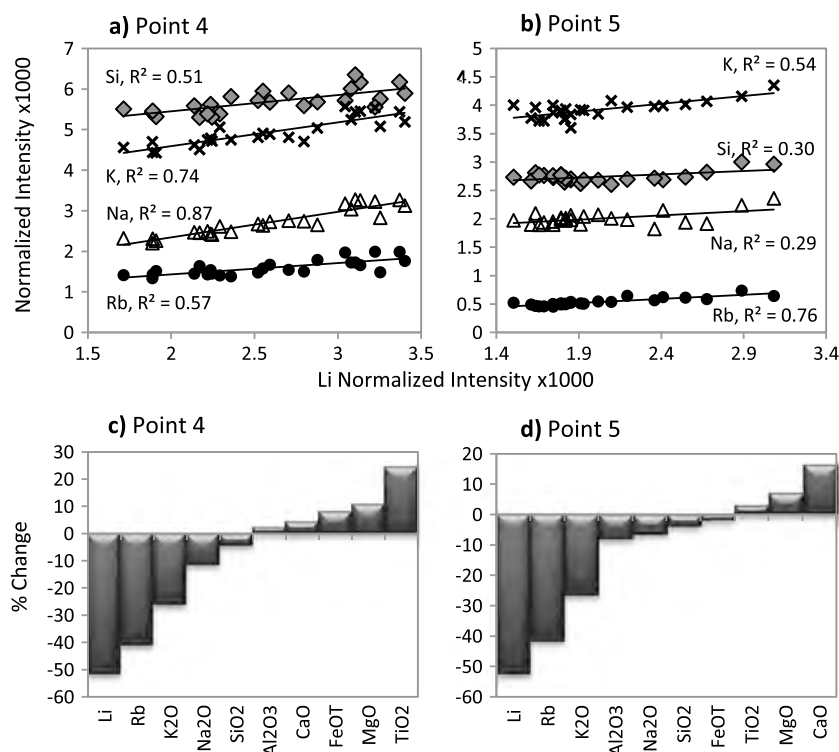 a) Point 4
b) Point 5
Normalized Intensity x1000
7
6
5
4
3
2
1
0
Si, R² = 0.51
K, R² = 0.74
Na, R² = 0.87
Rb, R² = 0.57
1.5
2
2.5
3
3.5
5
4.5
4
3.5
3
2.5
2
1.5
1
0.5
0
K, R² = 0.54
Si, R² = 0.30
Na, R² = 0.29
Rb, R² = 0.76
1.4
1.9
2.4
2.9
3.4
Li Normalized Intensity x1000
c) Point 4
d) Point 5
% Change
30
20
10
0
-10
-20
-30
-40
-50
-60
Li
Rb
K2O
Na2O
SiO2
Al2O3
CaO
FeOT
MgO
TiO2
20
10
0
-10
-20
-30
-40
-50
-60
Li
Rb
K2O
Al2O3
Na2O
SiO2
FeOT
TiO2
MgO
CaO